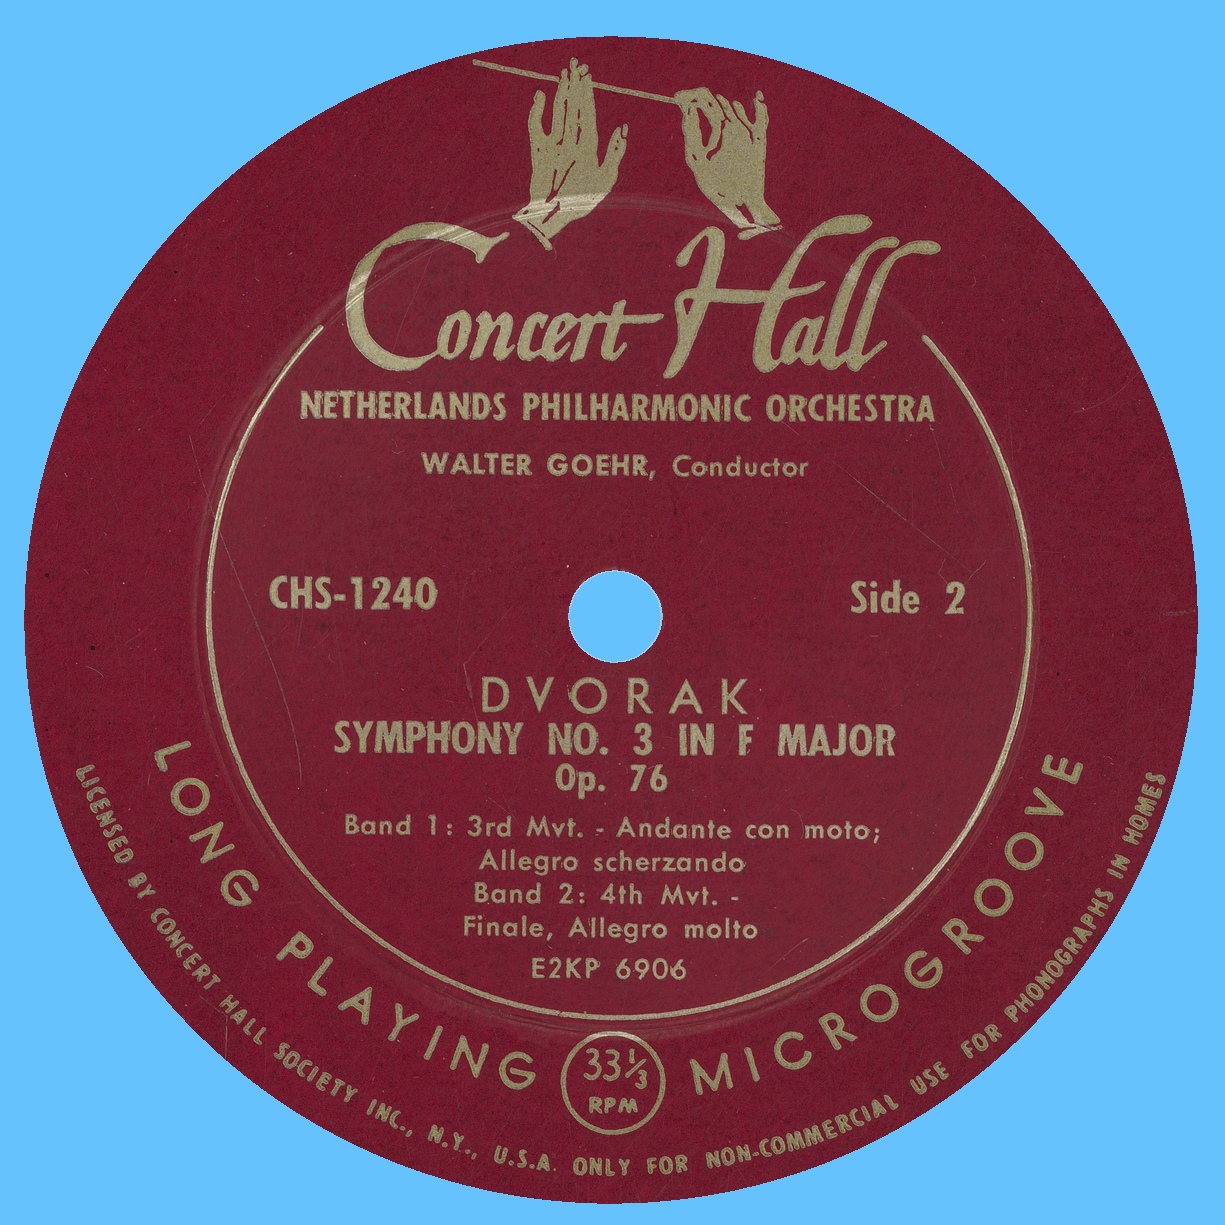 Concert Hall
NETHERLANDS PHILHARMONIC ORCHESTRA
WALTER GOEHR, Conductor
CHS-1240
Side 2
DVORAK
SYMPHONY NO. 3 IN F MAJOR
Op. 76
Band 1: 3rd Mvt. - Andante con moto;
Allegro scherzando
Band 2: 4th Mvt. -
Finale, Allegro molto
E2KP 6906
LONG PLAYING
33⅓
RPM
MICROGROOVE
LICENSED BY CONCERT HALL SOCIETY INC., N.Y., U.S.A. ONLY FOR NON-COMMERCIAL USE FOR PHONOGRAPHS IN HOMES